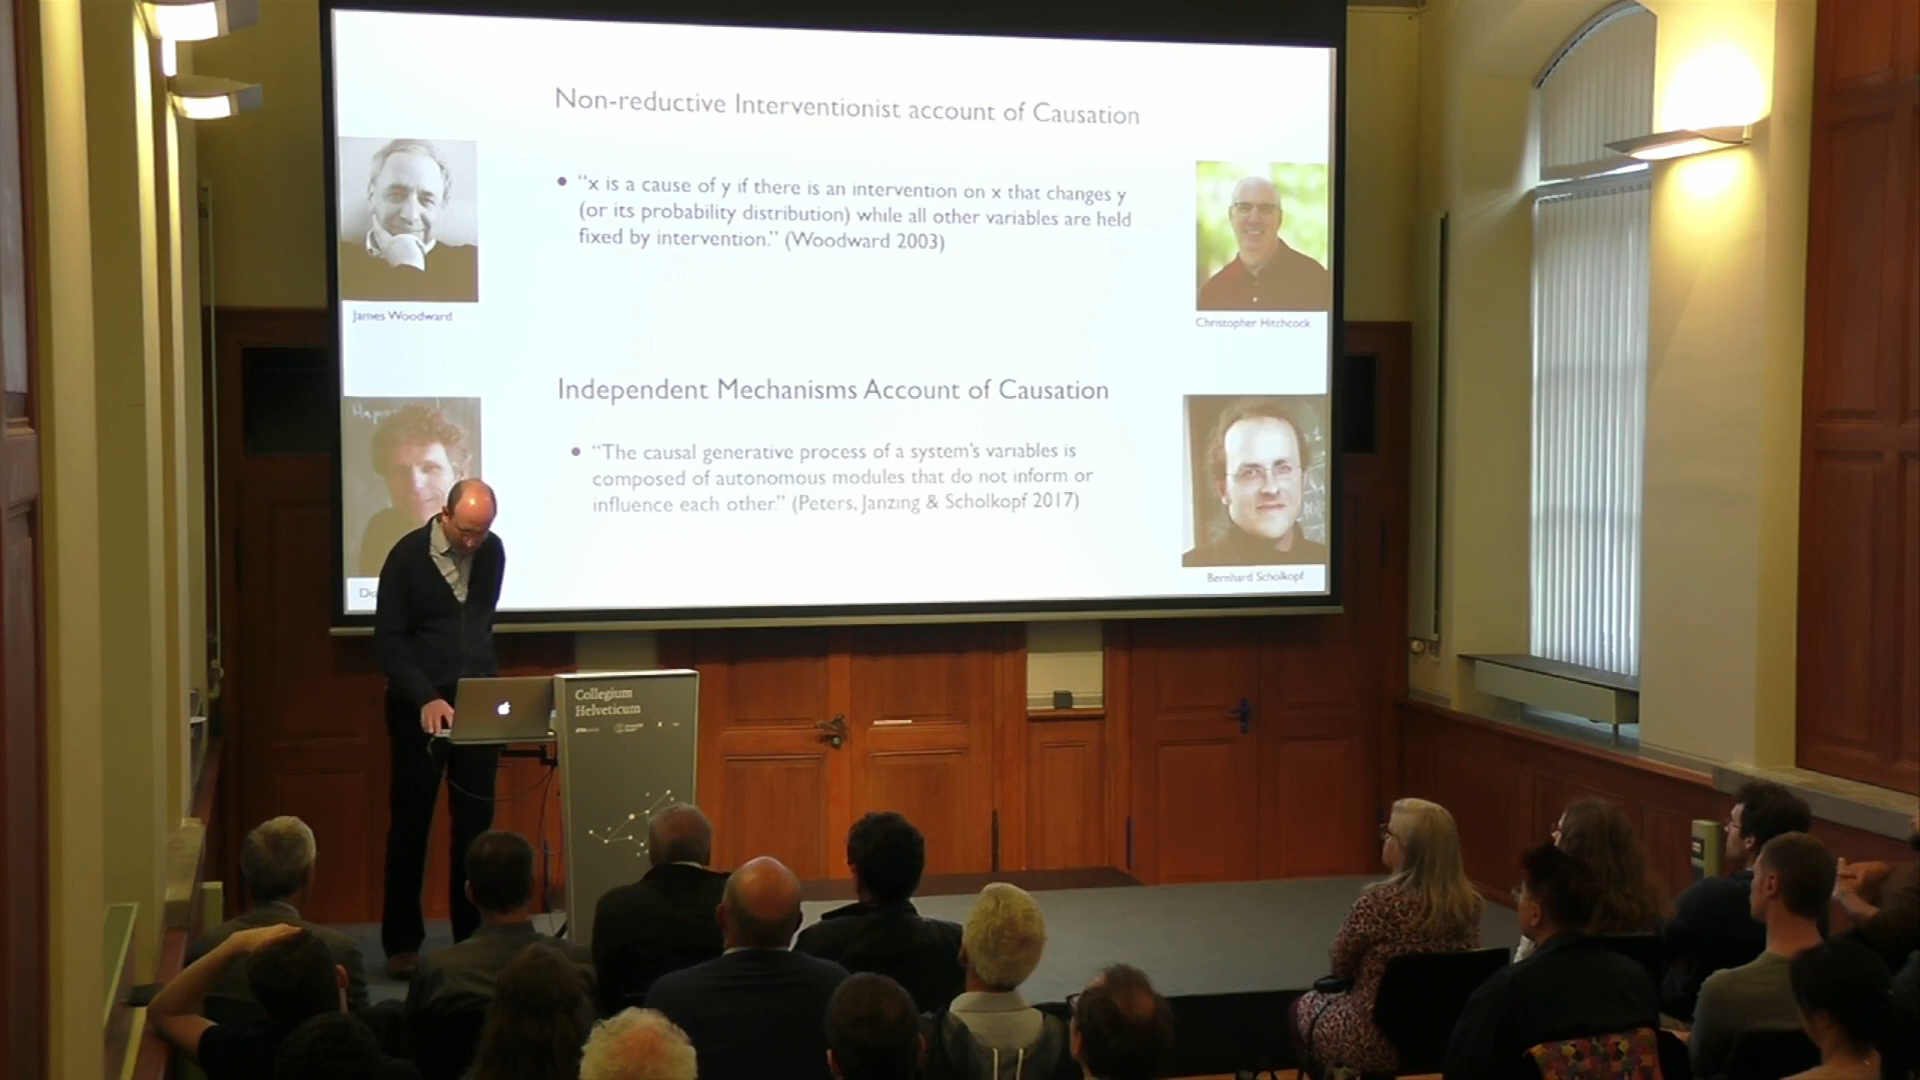 Non-reductive Interventionist account of Causation
• "x is a cause of y if there is an intervention on x that changes y
(or its probability distribution) while all other variables are held
fixed by intervention." (Woodward 2003)
James Woodward
Christopher Hitchcock
Independent Mechanisms Account of Causation
• "The causal generative process of a system's variables is
composed of autonomous modules that do not inform or
influence each other." (Peters, Janzing & Scholkopf 2017)
Bernhard Scholkopf
Collegium
Helveticum